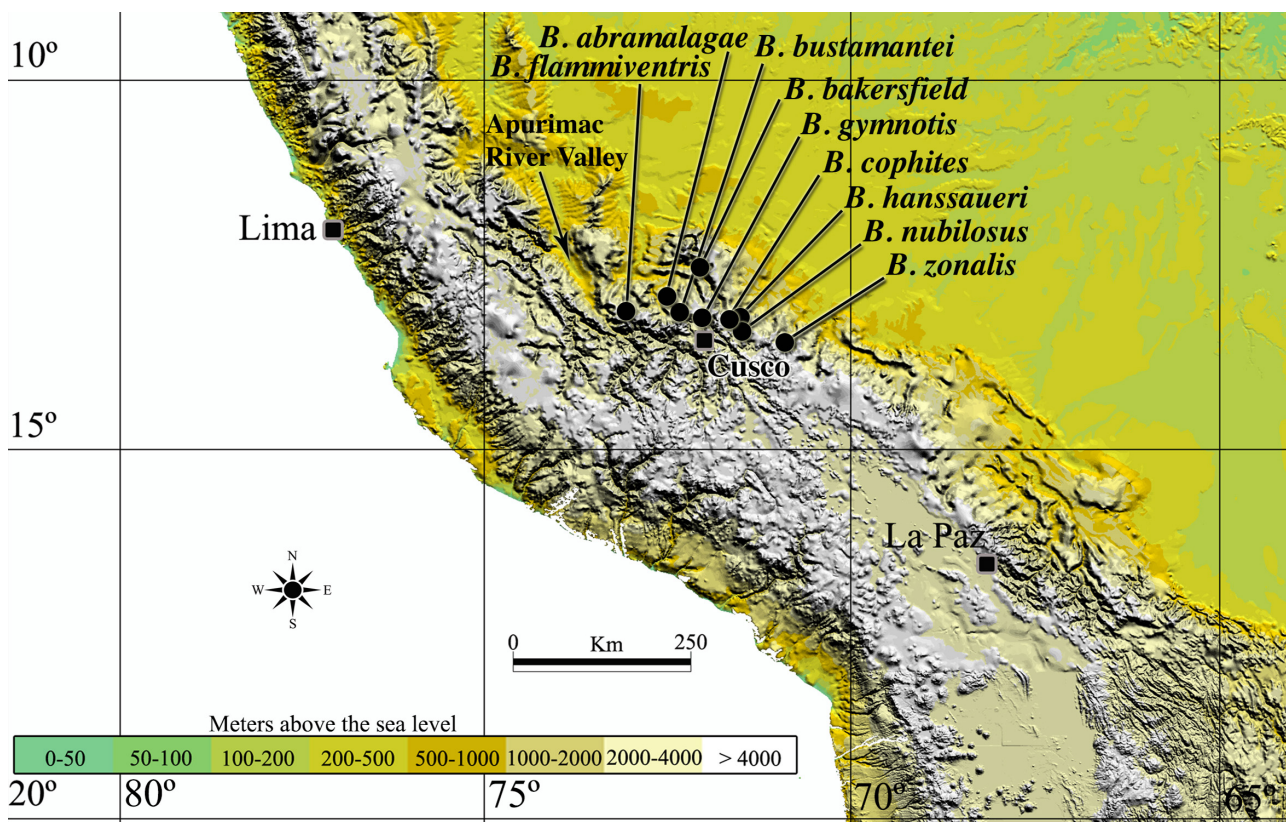 10º
B. abramalagae
B. bustamantei
B. flammiventris
B. bakersfield
Apurimac
River Valley
B. gymnotis
B. cophites
B. hanssaueri
Lima
B. nubilosus
B. zonalis
Cusco
15º
La Paz
N
W E
S
0 Km 250
Meters above the sea level
0-50 50-100 100-200 200-500 500-1000 1000-2000 2000-4000 > 4000
20º 80º 75º 70º 65º